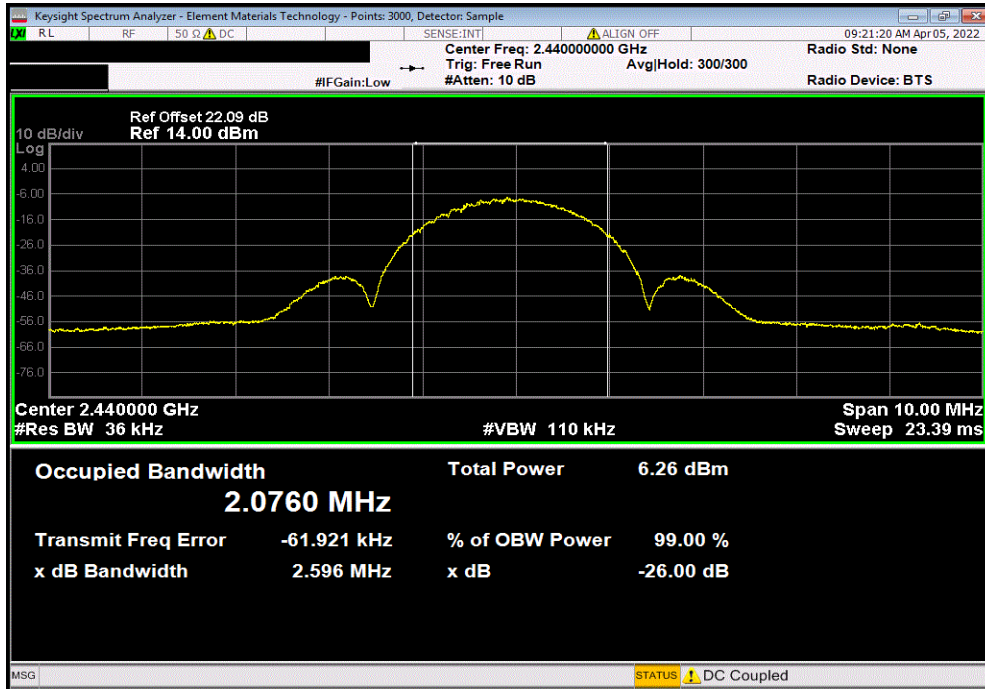 Keysight Spectrum Analyzer - Element Materials Technology - Points: 3000, Detector: Sample
LXI RL RF 50 Ω DC SENSE:INT ALIGN OFF 09:21:20 AM Apr 05, 2022
Center Freq: 2.440000000 GHz Radio Std: None
Trig: Free Run Avg|Hold: 300/300
#IFGain:Low #Atten: 10 dB Radio Device: BTS
Ref Offset 22.09 dB
10 dB/div Ref 14.00 dBm
Log
4.00
-6.00
-16.0
-26.0
-36.0
-46.0
-56.0
-66.0
-76.0
Center 2.440000 GHz Span 10.00 MHz
#Res BW 36 kHz #VBW 110 kHz Sweep 23.39 ms
Occupied Bandwidth Total Power 6.26 dBm
2.0760 MHz
Transmit Freq Error -61.921 kHz % of OBW Power 99.00 %
x dB Bandwidth 2.596 MHz x dB -26.00 dB
MSG STATUS DC Coupled